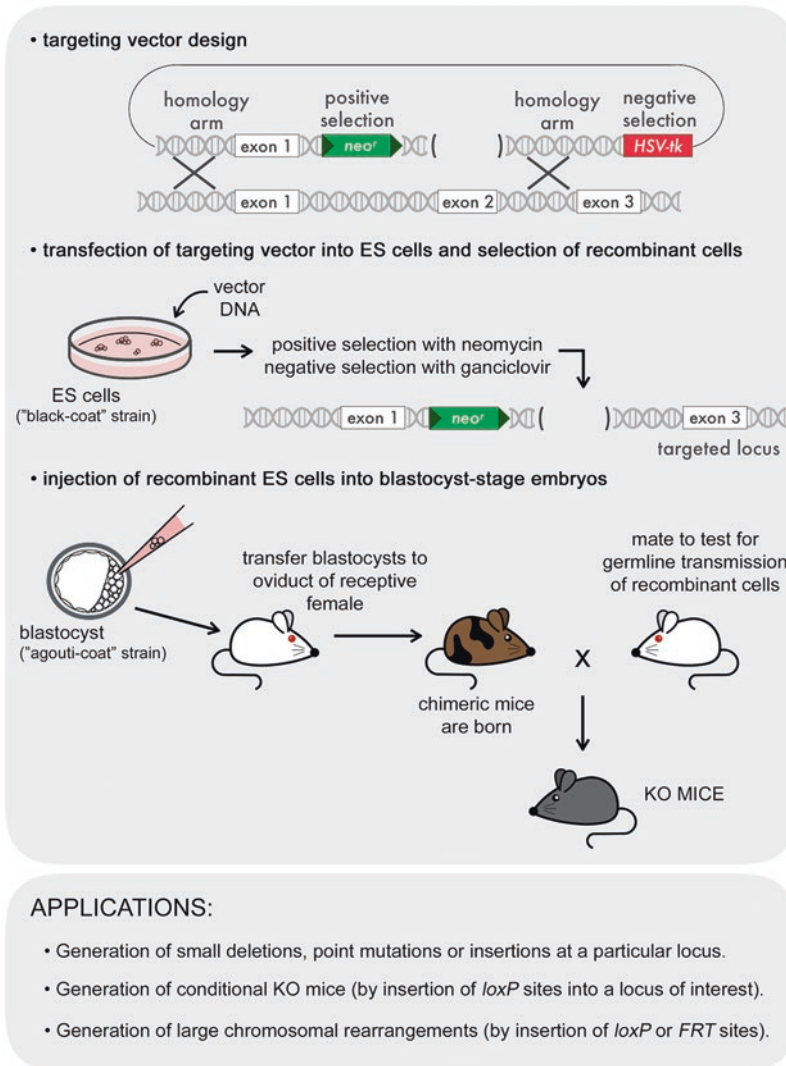 • targeting vector design
homology
arm
positive
selection
homology
arm
negative
selection
exon 1
neoʳ
(
)
HSV-tk
exon 1
exon 2
exon 3
• transfection of targeting vector into ES cells and selection of recombinant cells
vector
DNA
positive selection with neomycin
negative selection with ganciclovir
ES cells
("black-coat" strain)
exon 1
neoʳ
(
)
exon 3
targeted locus
• injection of recombinant ES cells into blastocyst-stage embryos
transfer blastocysts to
oviduct of receptive
female
mate to test for
germline transmission
of recombinant cells
blastocyst
("agouti-coat" strain)
x
chimeric mice
are born
KO MICE
APPLICATIONS:
• Generation of small deletions, point mutations or insertions at a particular locus.
• Generation of conditional KO mice (by insertion of loxP sites into a locus of interest).
• Generation of large chromosomal rearrangements (by insertion of loxP or FRT sites).